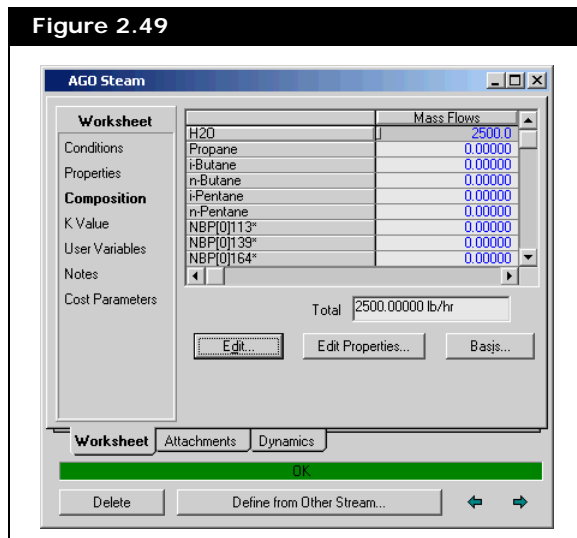 Figure 2.49
AGO Steam
Worksheet
Conditions
Properties
Composition
K Value
User Variables
Notes
Cost Parameters
Mass Flows
H2O 2500.0
Propane 0.00000
i-Butane 0.00000
n-Butane 0.00000
i-Pentane 0.00000
n-Pentane 0.00000
NBP[0]113* 0.00000
NBP[0]139* 0.00000
NBP[0]164* 0.00000
Total 2500.00000 lb/hr
Edit... Edit Properties... Basis...
Worksheet Attachments Dynamics
OK
Delete Define from Other Stream...